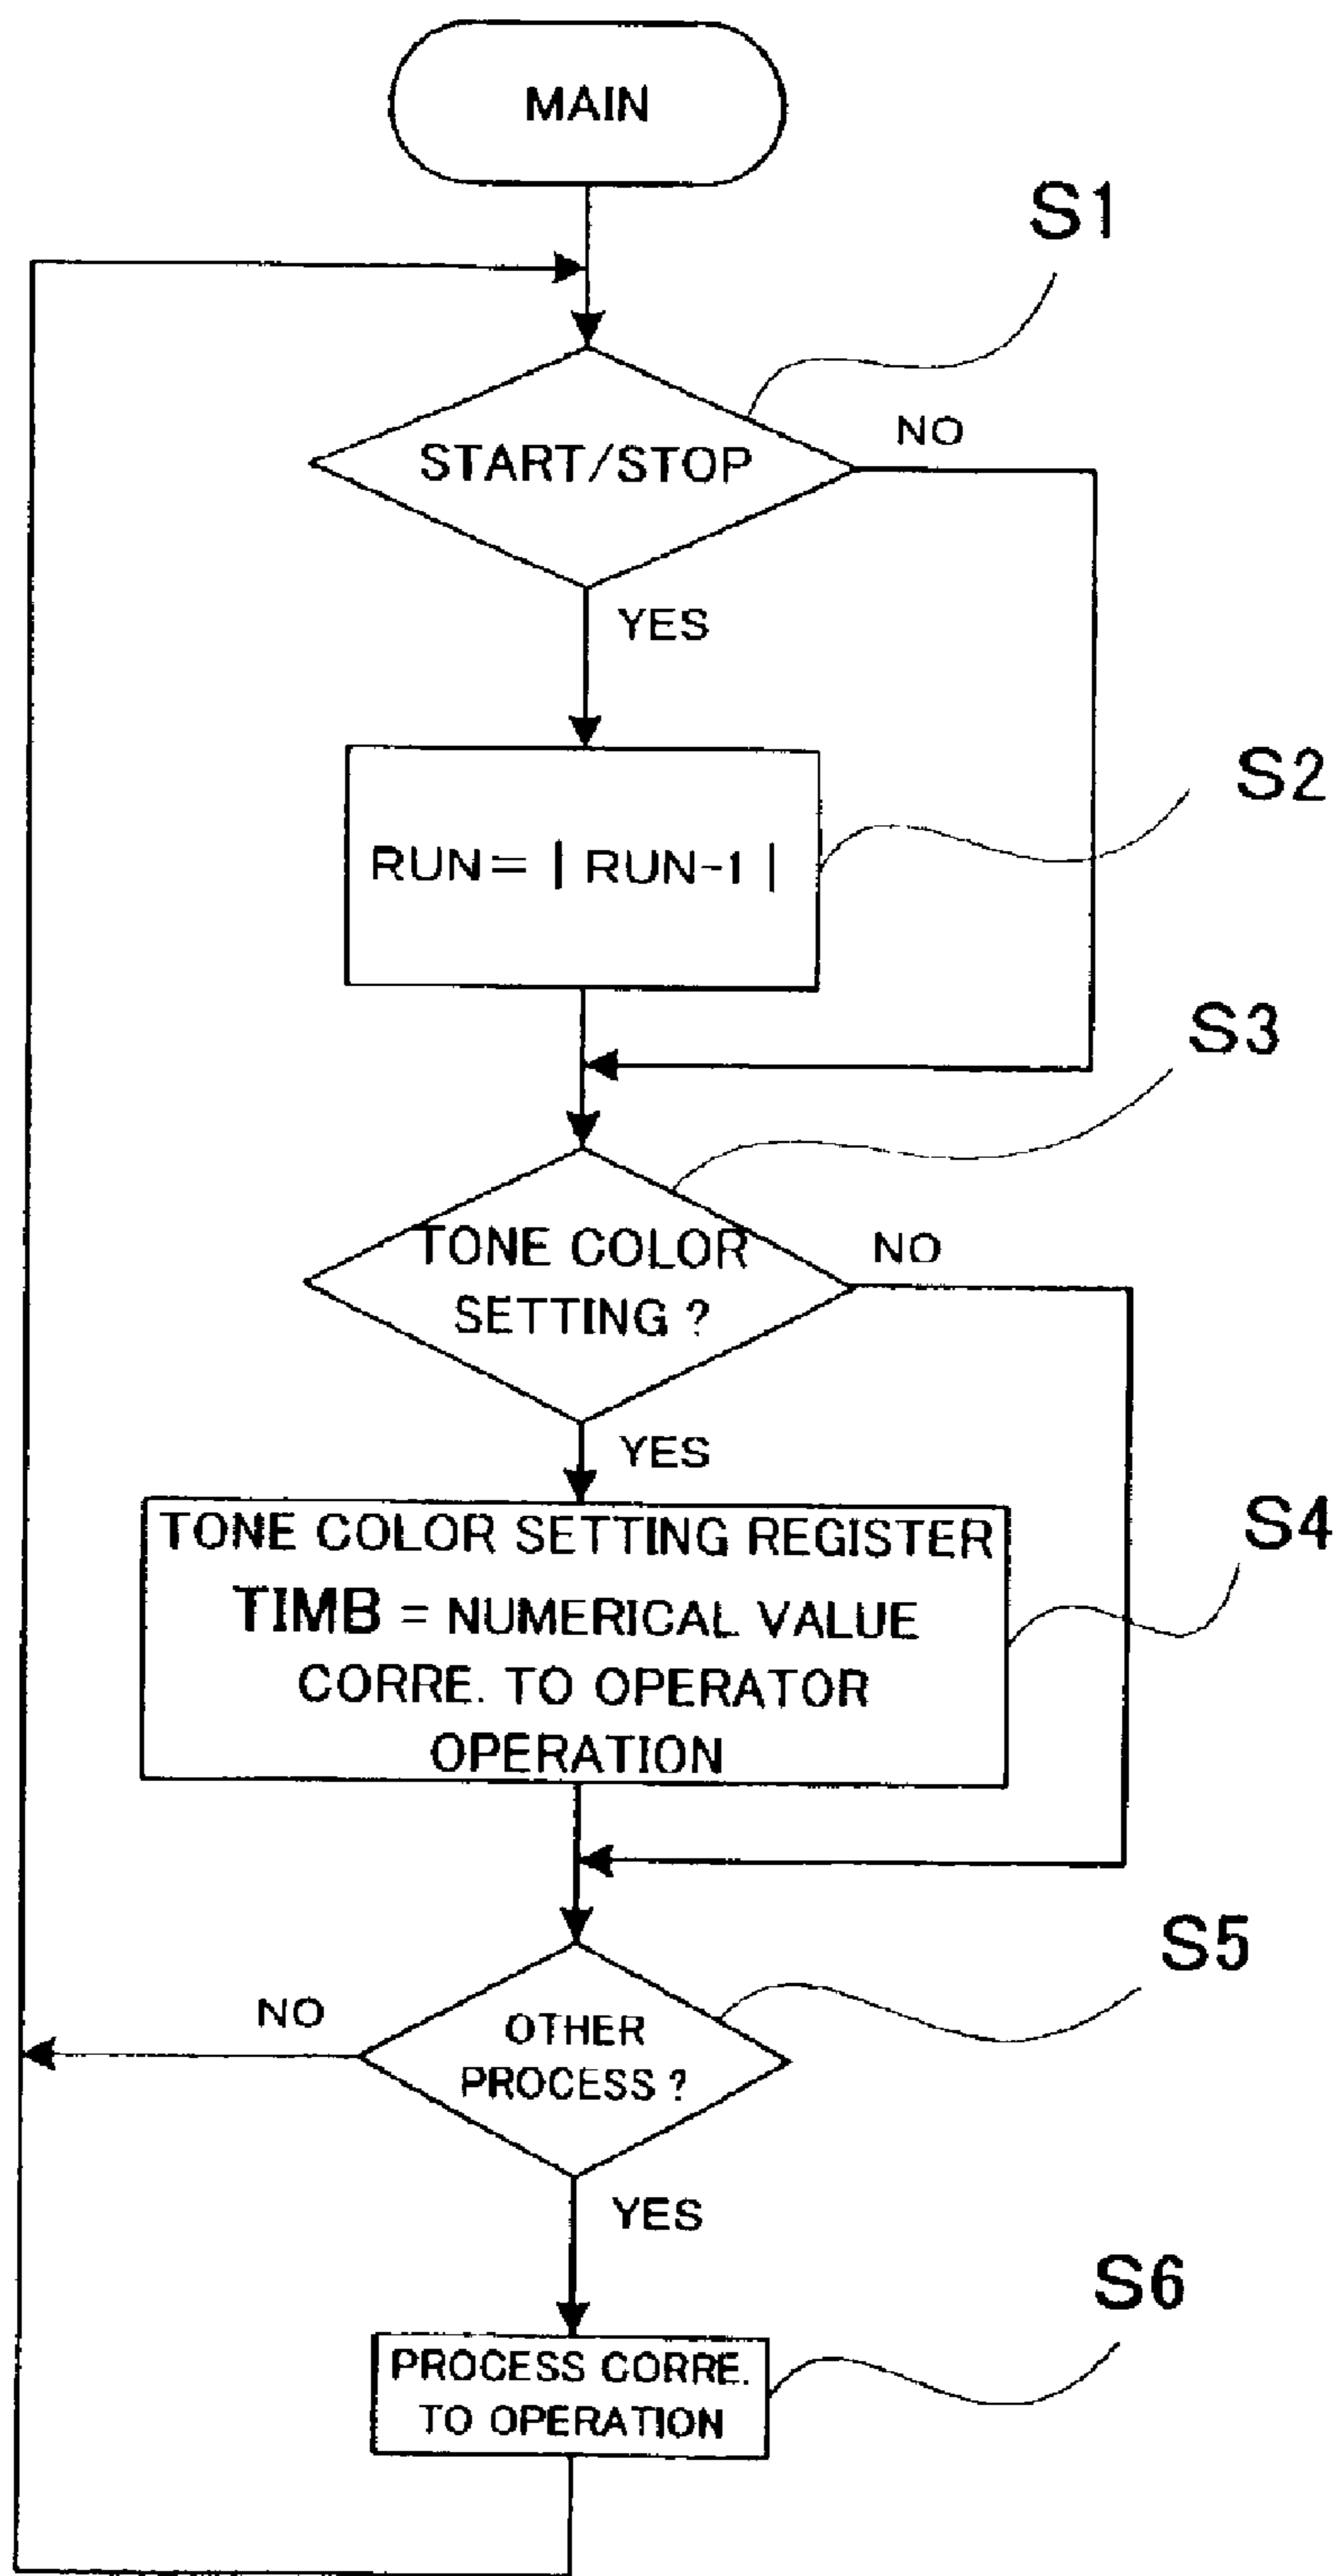 MAIN
S1
START/STOP
NO
YES
S2
RUN=|RUN-1|
S3
TONE COLOR
SETTING ?
NO
YES
S4
TONE COLOR SETTING REGISTER
TIMB = NUMERICAL VALUE
CORRE. TO OPERATOR
OPERATION
S5
NO
OTHER
PROCESS ?
YES
S6
PROCESS CORRE.
TO OPERATION